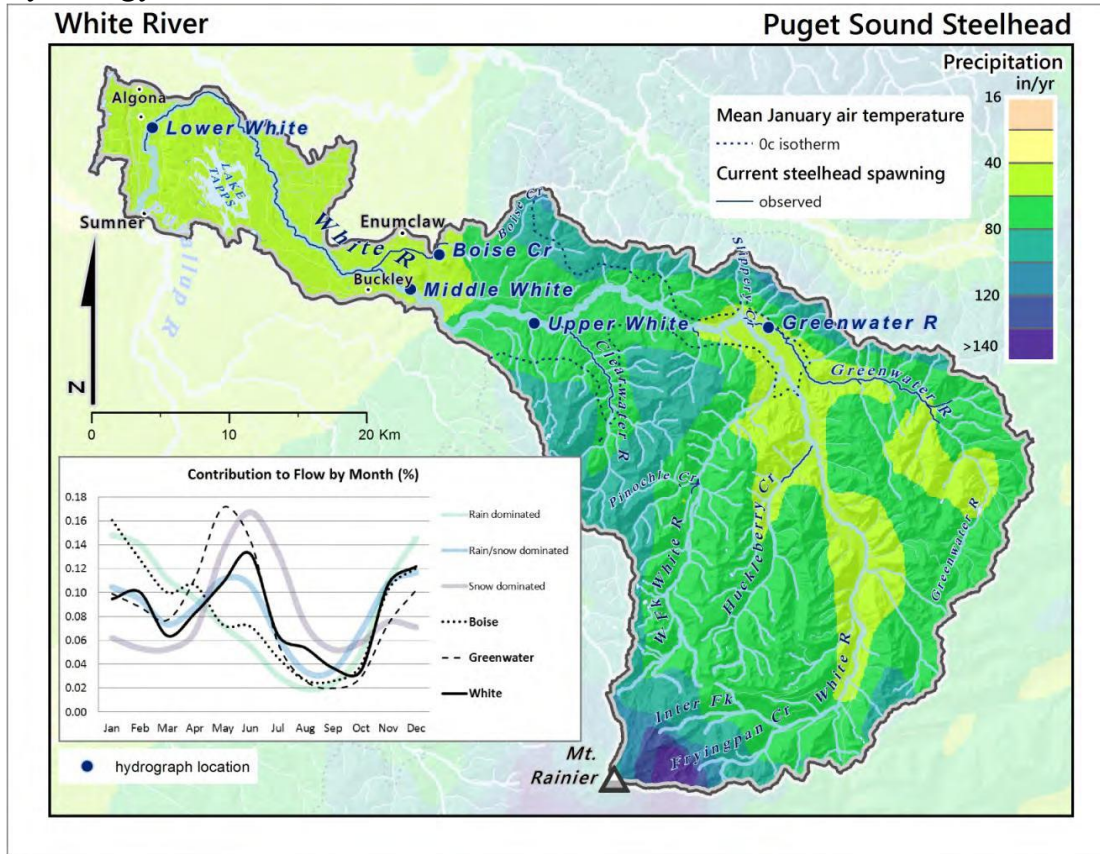 White River
Puget Sound Steelhead
Precipitation
in/yr
16
40
80
120
>140
Mean January air temperature
0c isotherm
Current steelhead spawning
observed
Algona
Lower White
LAKE
TAPPS
Sumner
Puyallup R
White R
Enumclaw
Buckley
Boise Cr
Boise Cr
Middle White
Upper White
Slippery Cr
Greenwater R
Greenwater R
Clearwater R
Pinochle Cr
W Fk White R
Huckleberry Cr
Greenwater R
White R
Inter Fk
Fryingpan Cr
Mt.
Rainier
N
0 10 20 Km
Contribution to Flow by Month (%)
0.18
0.16
0.14
0.12
0.10
0.08
0.06
0.04
0.02
0.00
Jan Feb Mar Apr May Jun Jul Aug Sep Oct Nov Dec
Rain dominated
Rain/snow dominated
Snow dominated
Boise
Greenwater
White
hydrograph location